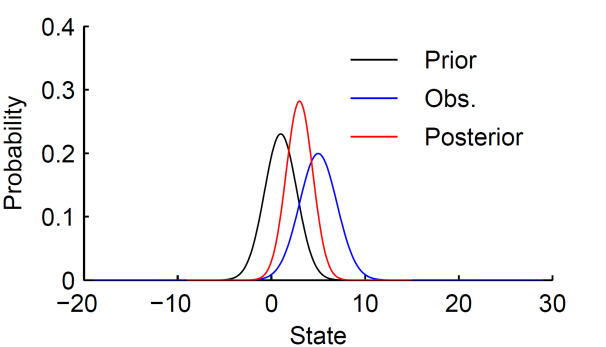 0.4
0.3
0.2
0.1
0
Probability
Prior
Obs.
Posterior
−20 −10 0 10 20 30
State